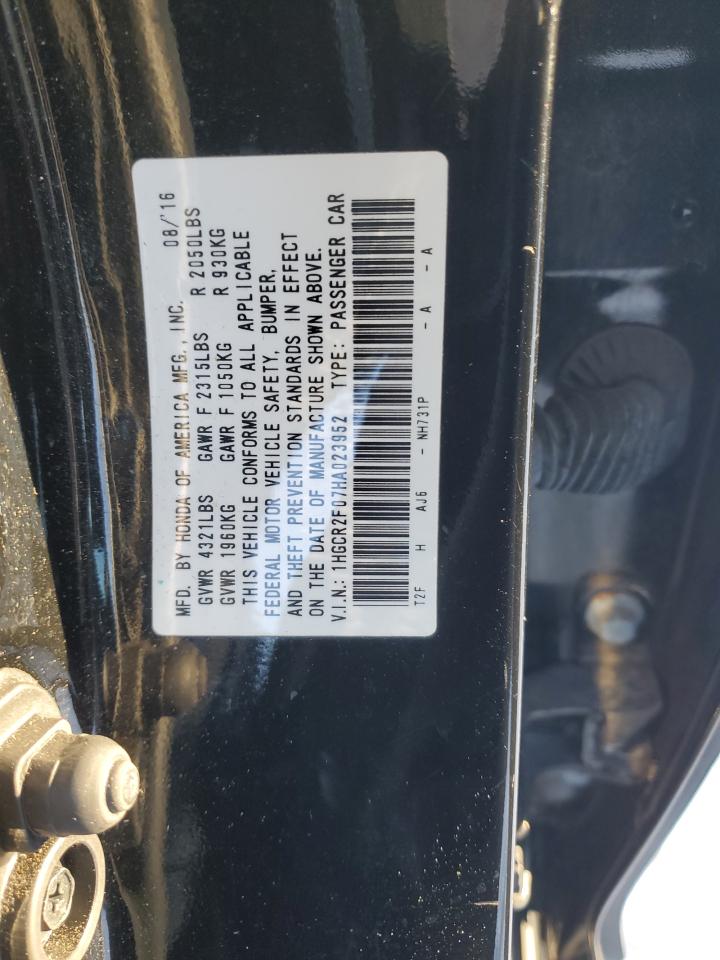 MFD. BY HONDA OF AMERICA MFG., INC. 08/'16
GVWR 4321LBS GAWR F 2315LBS R 2050LBS
GVWR 1960KG GAWR F 1050KG R 930KG
THIS VEHICLE CONFORMS TO ALL APPLICABLE
FEDERAL MOTOR VEHICLE SAFETY, BUMPER,
AND THEFT PREVENTION STANDARDS IN EFFECT
ON THE DATE OF MANUFACTURE SHOWN ABOVE.
V.I.N.: 1HGCR2F07HA023952 TYPE: PASSENGER CAR
T2F H AJ6 - NH731P - A - A